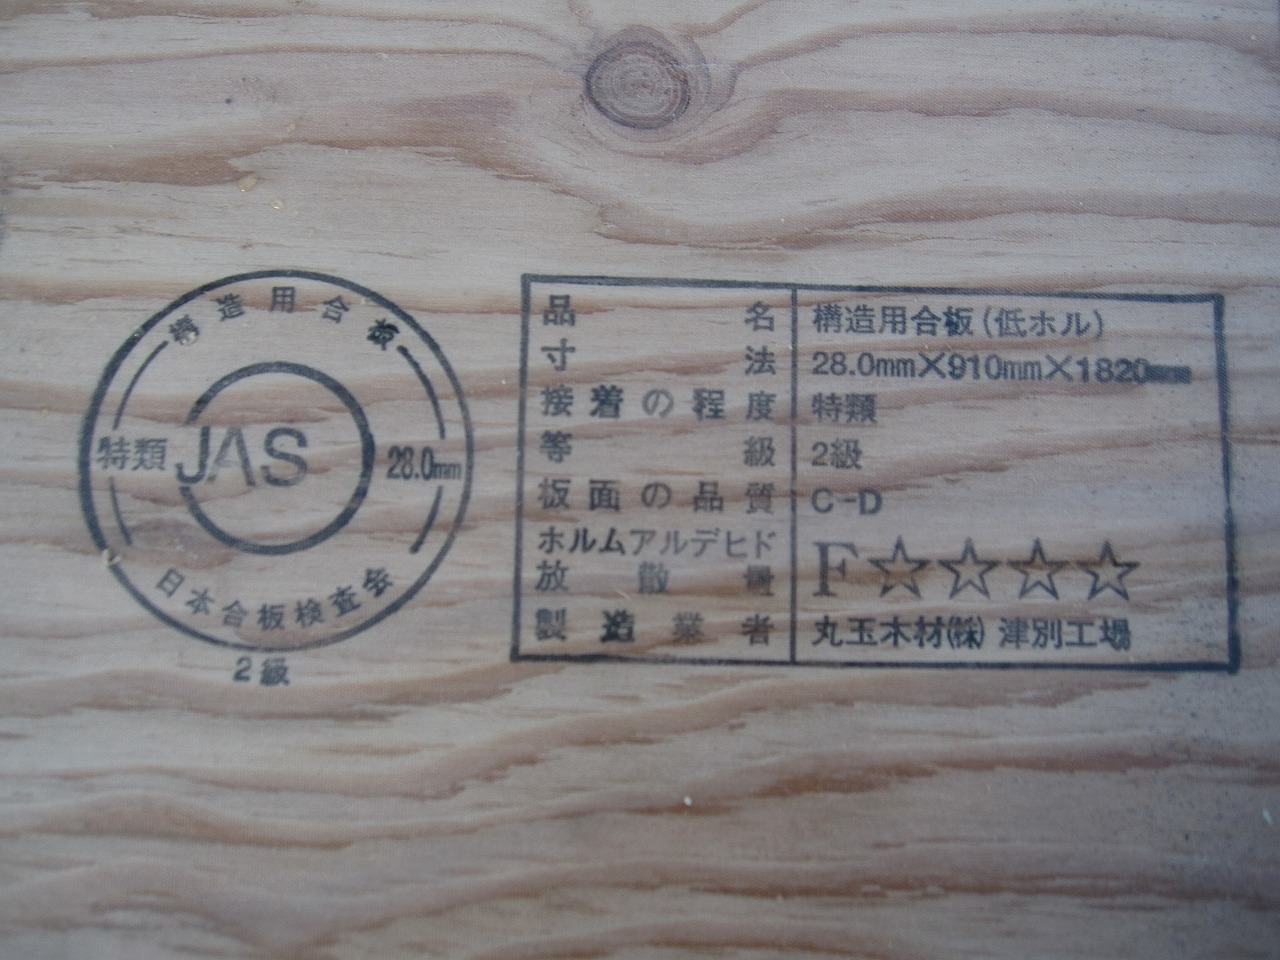 構造用合板
特類 JAS 28.0mm
日本合板検査会
2級
品名 構造用合板(低ホル)
寸法 28.0mm×910mm×1820mm
接着の程度 特類
等級 2級
板面の品質 C-D
ホルムアルデヒド
放散量 F☆☆☆☆
製造業者 丸玉木材㈱ 津別工場